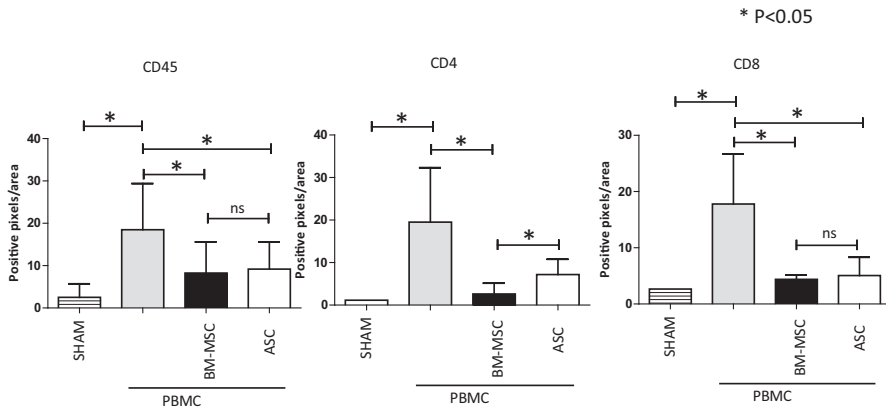 * P<0.05
CD45
*
*
*
ns
Positive pixels/area
40
30
20
10
0
SHAM
BM-MSC
ASC
PBMC
CD4
*
*
*
Positive pixels/area
40
30
20
10
0
SHAM
BM-MSC
ASC
PBMC
CD8
*
*
*
ns
Positive pixels/area
30
20
10
0
SHAM
BM-MSC
ASC
PBMC